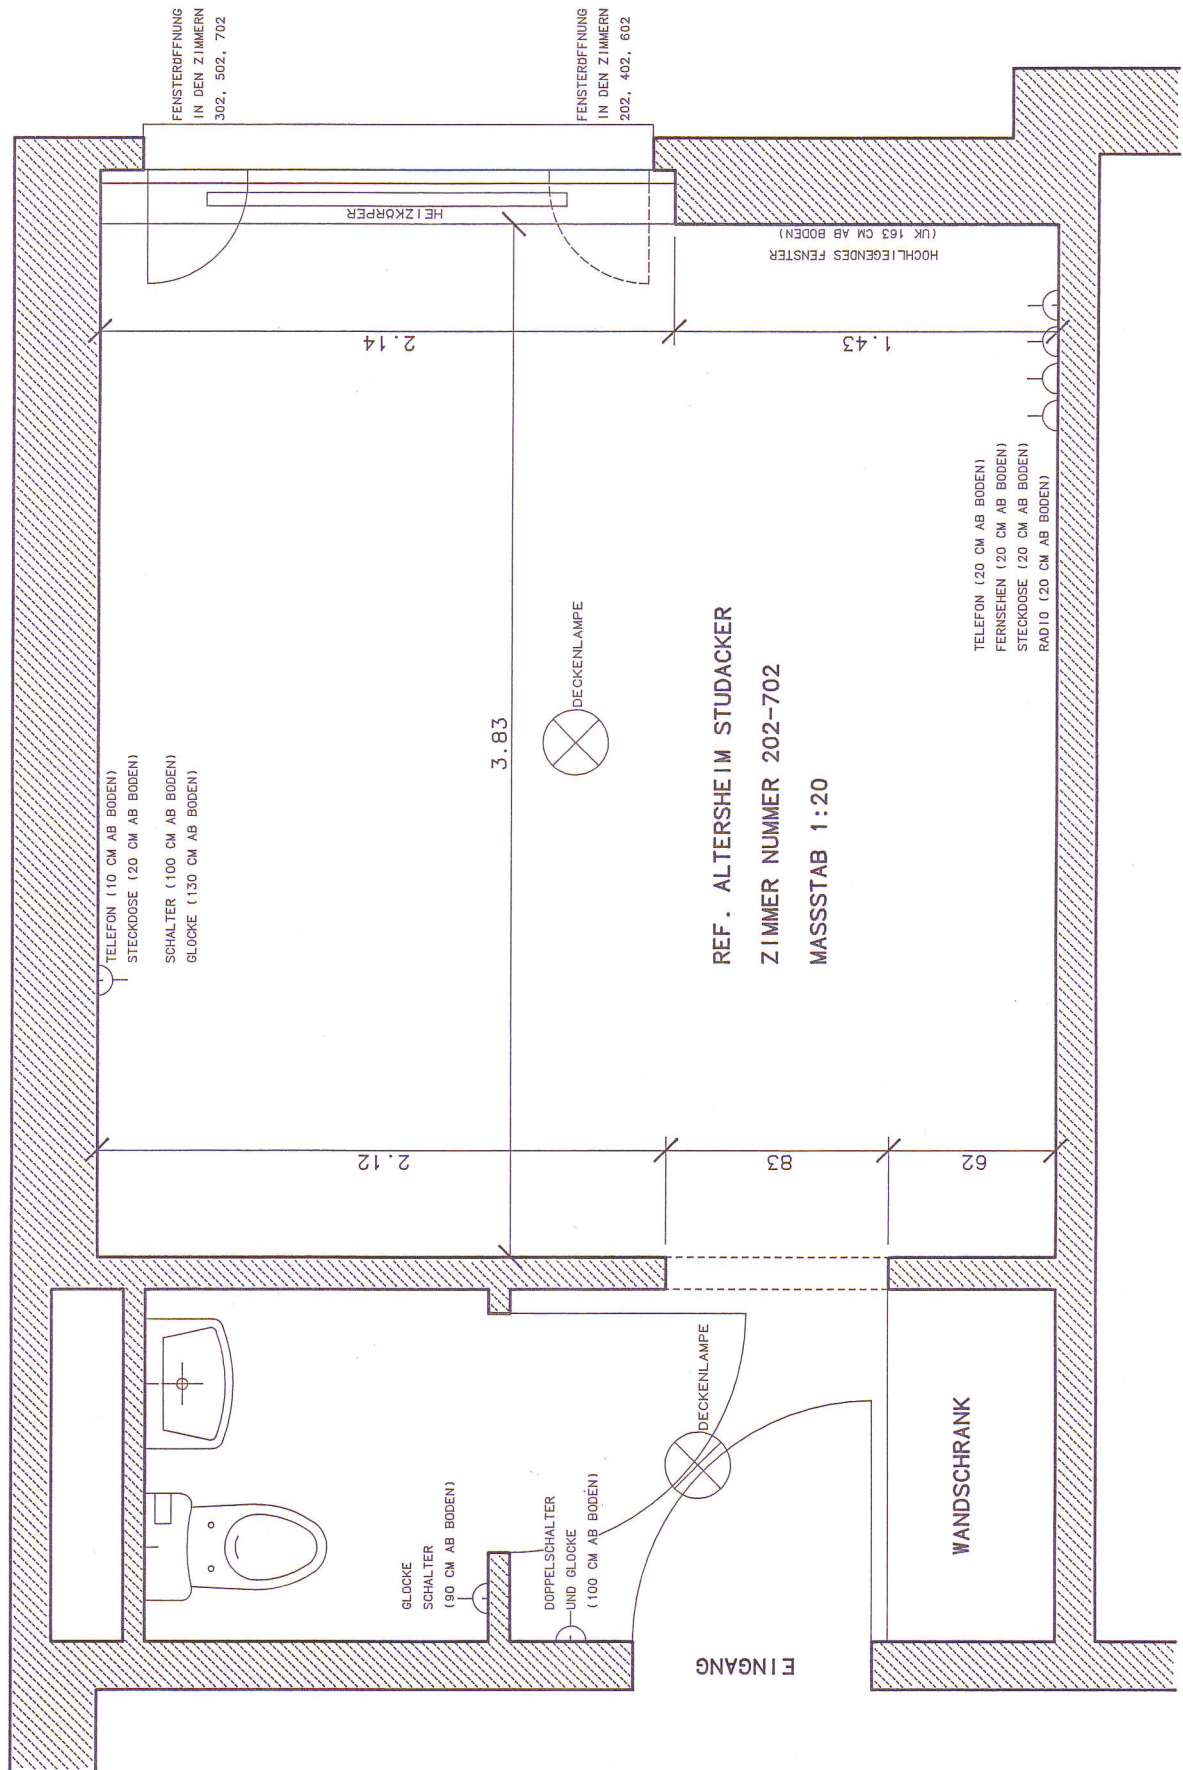 FENSTERÖFFNUNG
IN DEN ZIMMERN
302, 502, 702
FENSTERÖFFNUNG
IN DEN ZIMMERN
202, 402, 602
HEIZKÖRPER
HOCHLIEGENDES FENSTER
(UK 163 CM AB BODEN)
2.14
1.43
TELEFON (20 CM AB BODEN)
FERNSEHEN (20 CM AB BODEN)
STECKDOSE (20 CM AB BODEN)
RADIO (20 CM AB BODEN)
DECKENLAMPE
3.83
TELEFON (10 CM AB BODEN)
STECKDOSE (20 CM AB BODEN)
SCHALTER (100 CM AB BODEN)
GLOCKE (130 CM AB BODEN)
REF. ALTERSHEIM STUDACKER
ZIMMER NUMMER 202-702
MASSSTAB 1:20
2.12
83
62
DECKENLAMPE
GLOCKE
SCHALTER
(90 CM AB BODEN)
DOPPELSCHALTER
UND GLOCKE
(100 CM AB BODEN)
WANDSCHRANK
EINGANG